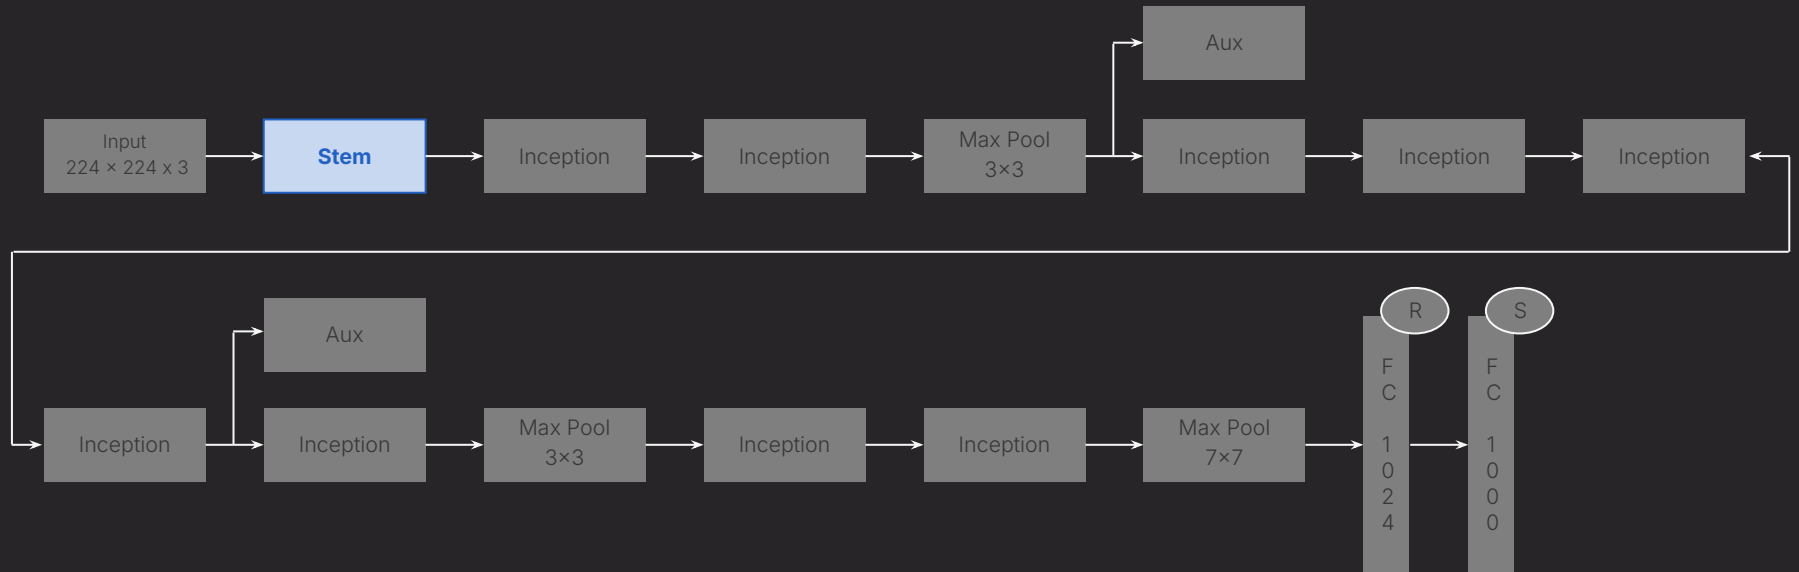 Aux
Input
224 × 224 x 3
Stem
Inception
Inception
Max Pool
3×3
Inception
Inception
Inception
Aux
R
S
Inception
Inception
Max Pool
3×3
Inception
Inception
Max Pool
7×7
F
C
1
0
2
4
F
C
1
0
0
0